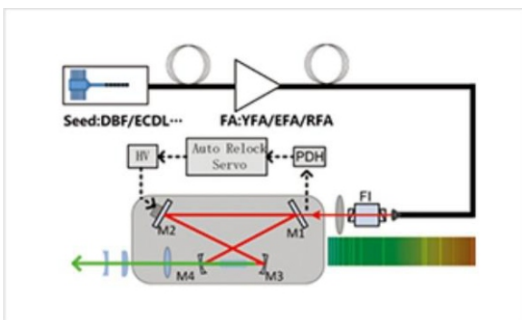 Seed:DBF/ECDL··· FA:YFA/EFA/RFA
HV Auto Relock PDH
Servo
FI
M2 M1
M4 M3